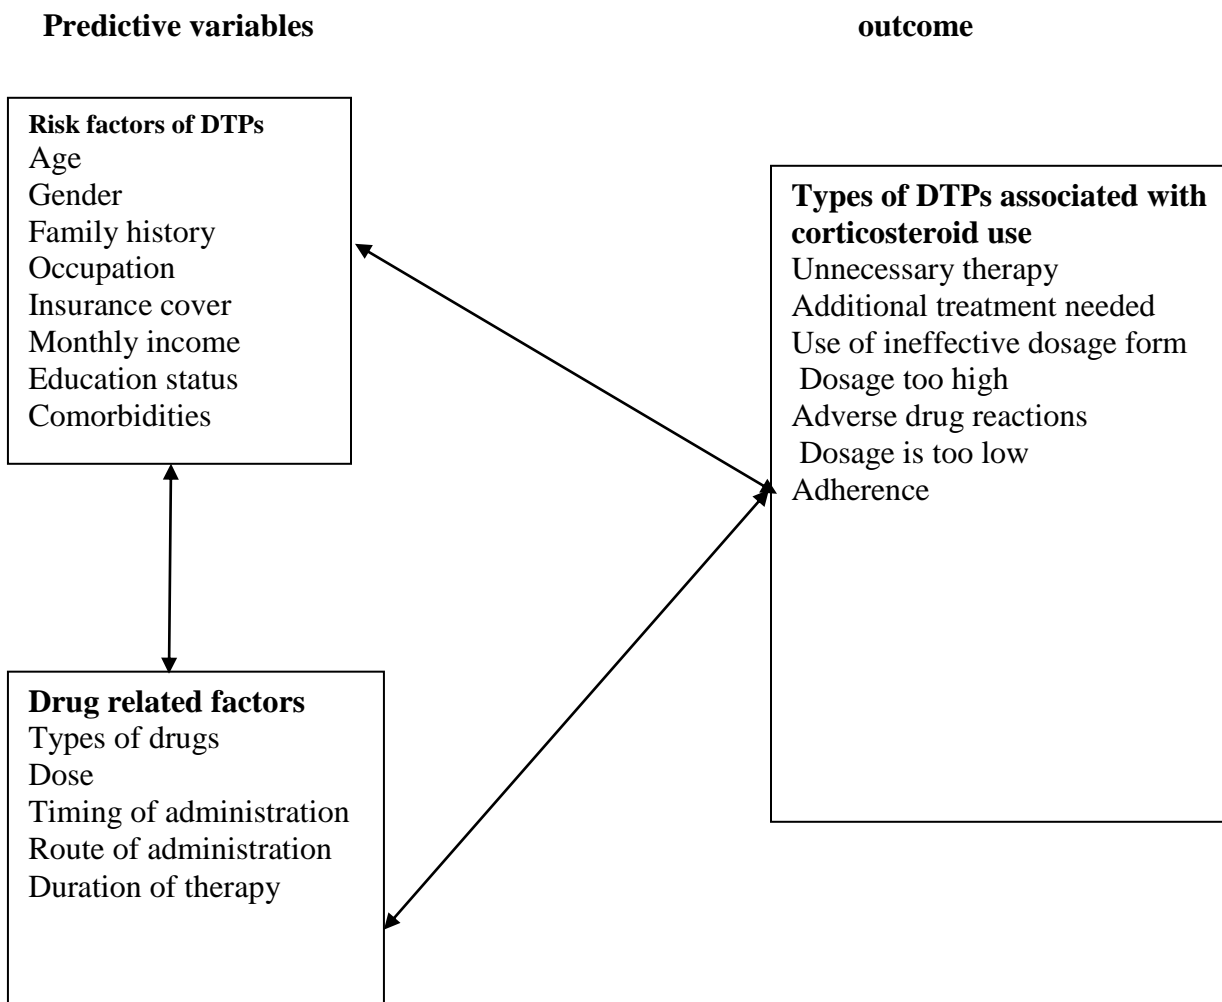 Predictive variables
outcome
Risk factors of DTPs
Age
Gender
Family history
Occupation
Insurance cover
Monthly income
Education status
Comorbidities
Types of DTPs associated with
corticosteroid use
Unnecessary therapy
Additional treatment needed
Use of ineffective dosage form
Dosage too high
Adverse drug reactions
Dosage is too low
Adherence
Drug related factors
Types of drugs
Dose
Timing of administration
Route of administration
Duration of therapy